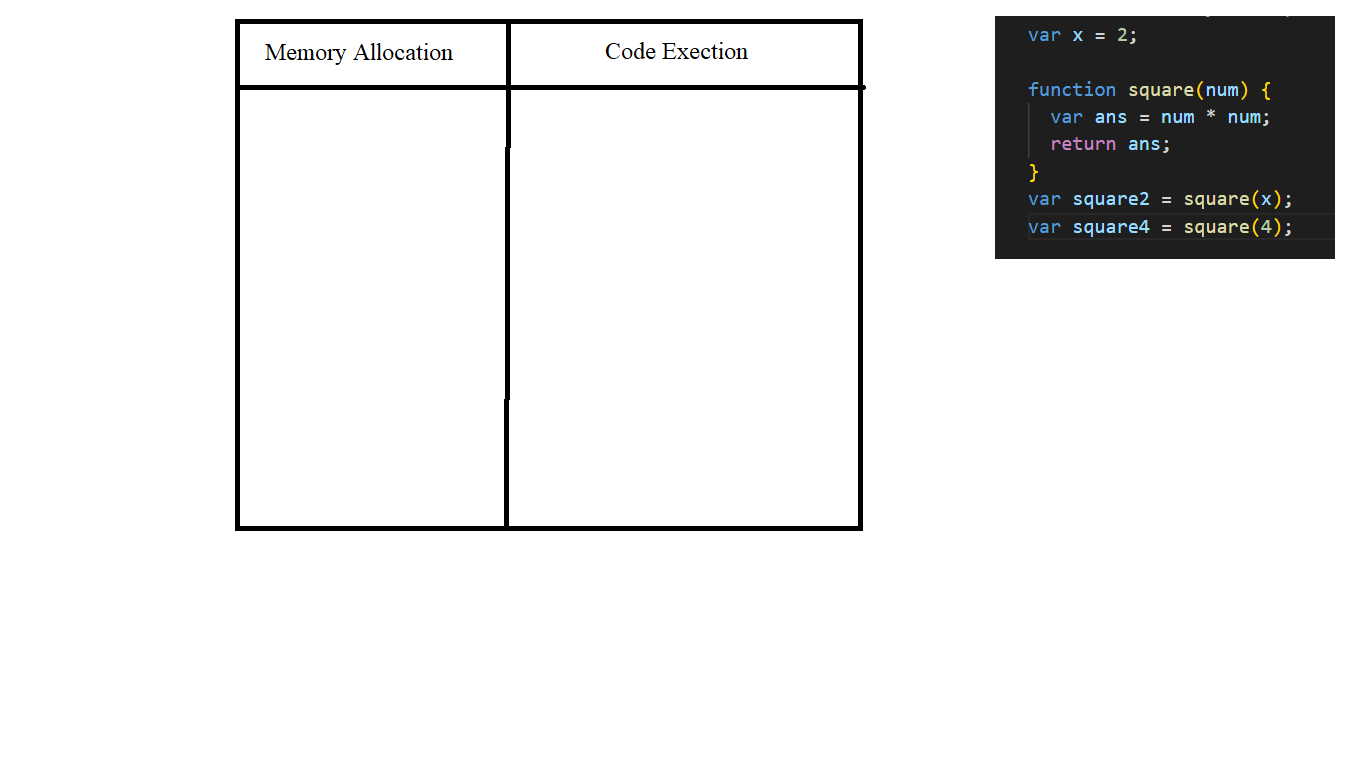 Memory Allocation
Code Exection
var x = 2;
function square(num) {
var ans = num * num;
return ans;
}
var square2 = square(x);
var square4 = square(4);